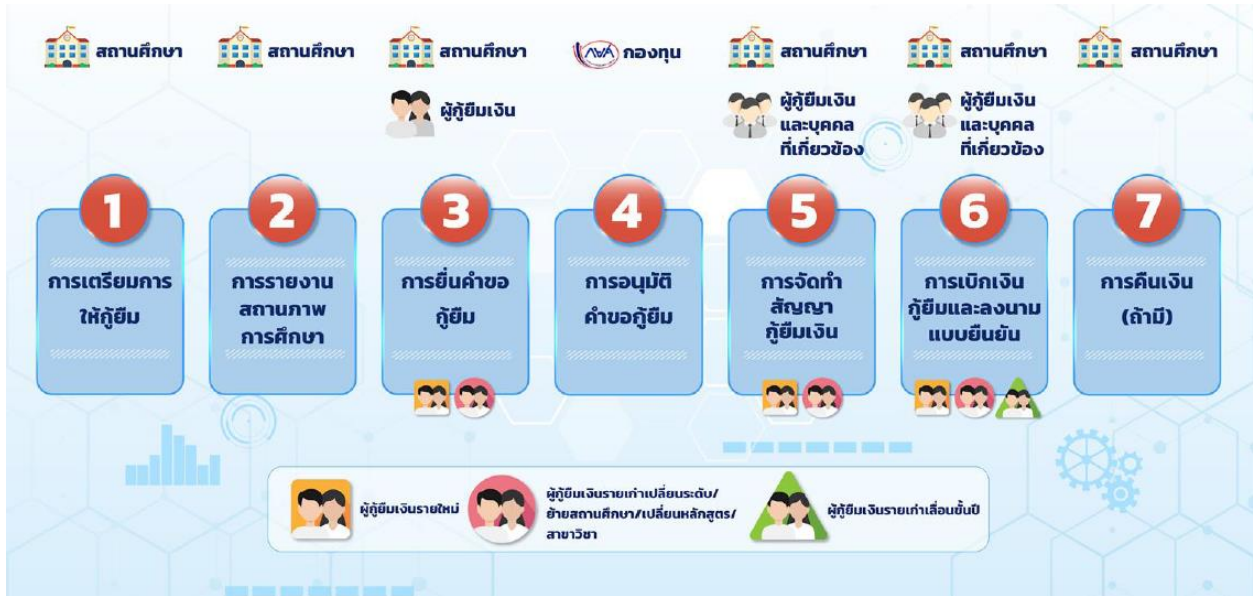 สถานศึกษา
สถานศึกษา
สถานศึกษา
กยศ
กองทุน
สถานศึกษา
สถานศึกษา
สถานศึกษา
ผู้กู้ยืมเงิน
ผู้กู้ยืมเงิน
และบุคคล
ที่เกี่ยวข้อง
ผู้กู้ยืมเงิน
และบุคคล
ที่เกี่ยวข้อง
1
การเตรียมการ
ให้กู้ยืม
2
การรายงาน
สถานภาพ
การศึกษา
3
การยื่นคำขอ
กู้ยืม
4
การอนุมัติ
คำขอกู้ยืม
5
การจัดทำ
สัญญา
กู้ยืมเงิน
6
การเบิกเงิน
กู้ยืมและลงนาม
แบบยืนยัน
7
การคืนเงิน
(ถ้ามี)
ผู้กู้ยืมเงินรายใหม่
ผู้กู้ยืมเงินรายเก่าเปลี่ยนระดับ/
ย้ายสถานศึกษา/เปลี่ยนหลักสูตร/
สาขาวิชา
ผู้กู้ยืมเงินรายเก่าเลื่อนชั้นปี